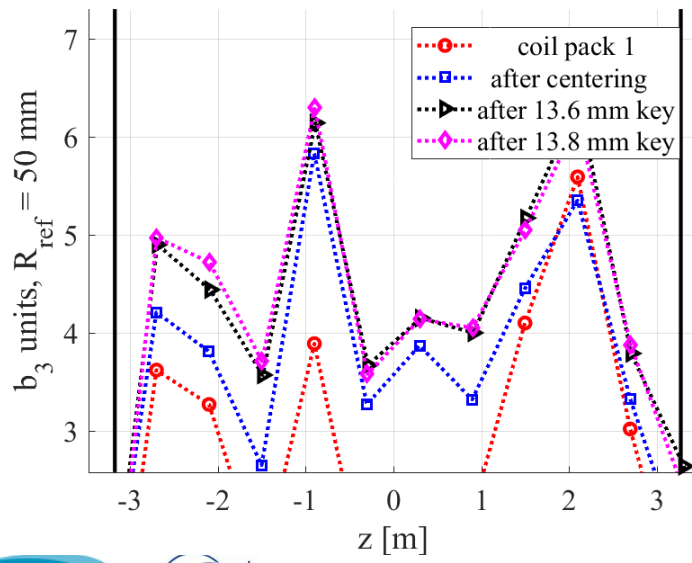 7
6
5
4
3
b3 units, Rref = 50 mm
coil pack 1
after centering
after 13.6 mm key
after 13.8 mm key
-3 -2 -1 0 1 2 3
z [m]